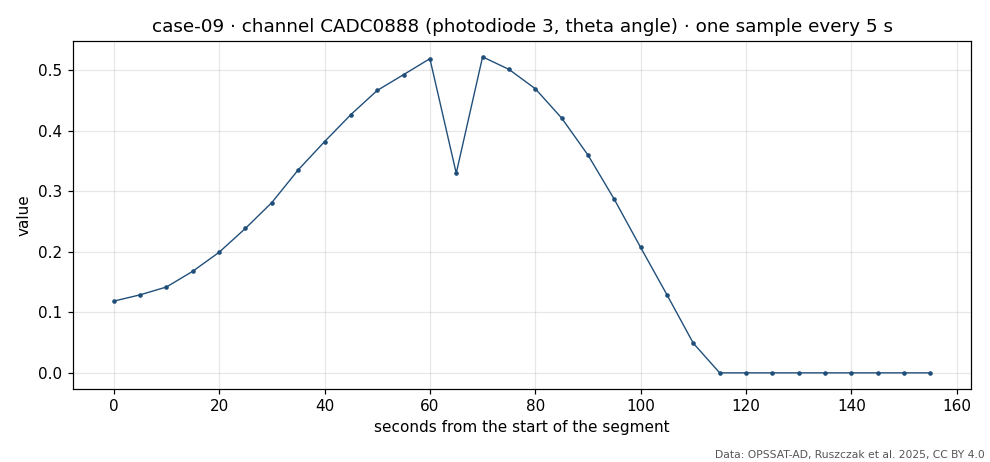 case-09 · channel CADC0888 (photodiode 3, theta angle) · one sample every 5 s
0.5
0.4
0.3
0.2
0.1
0.0
value
0 20 40 60 80 100 120 140 160
seconds from the start of the segment
Data: OPSSAT-AD, Ruszczak et al. 2025, CC BY 4.0